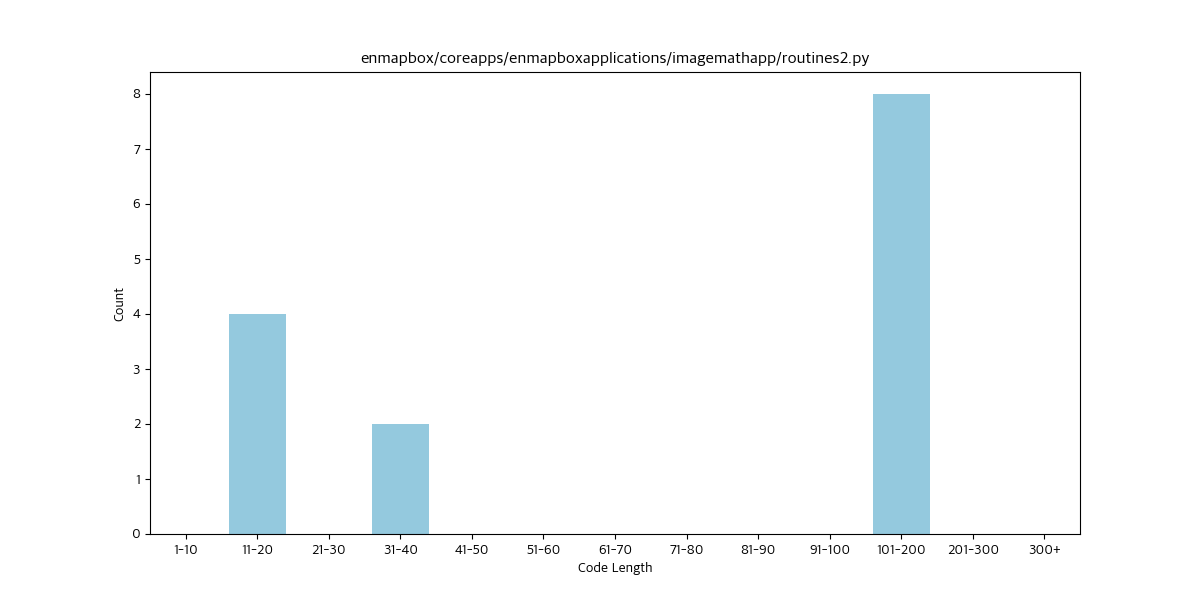 enmapbox/coreapps/enmapboxapplications/imagemathapp/routines2.py
8
7
6
5
4
3
2
1
0
Count
1-10 11-20 21-30 31-40 41-50 51-60 61-70 71-80 81-90 91-100 101-200 201-300 300+
Code Length